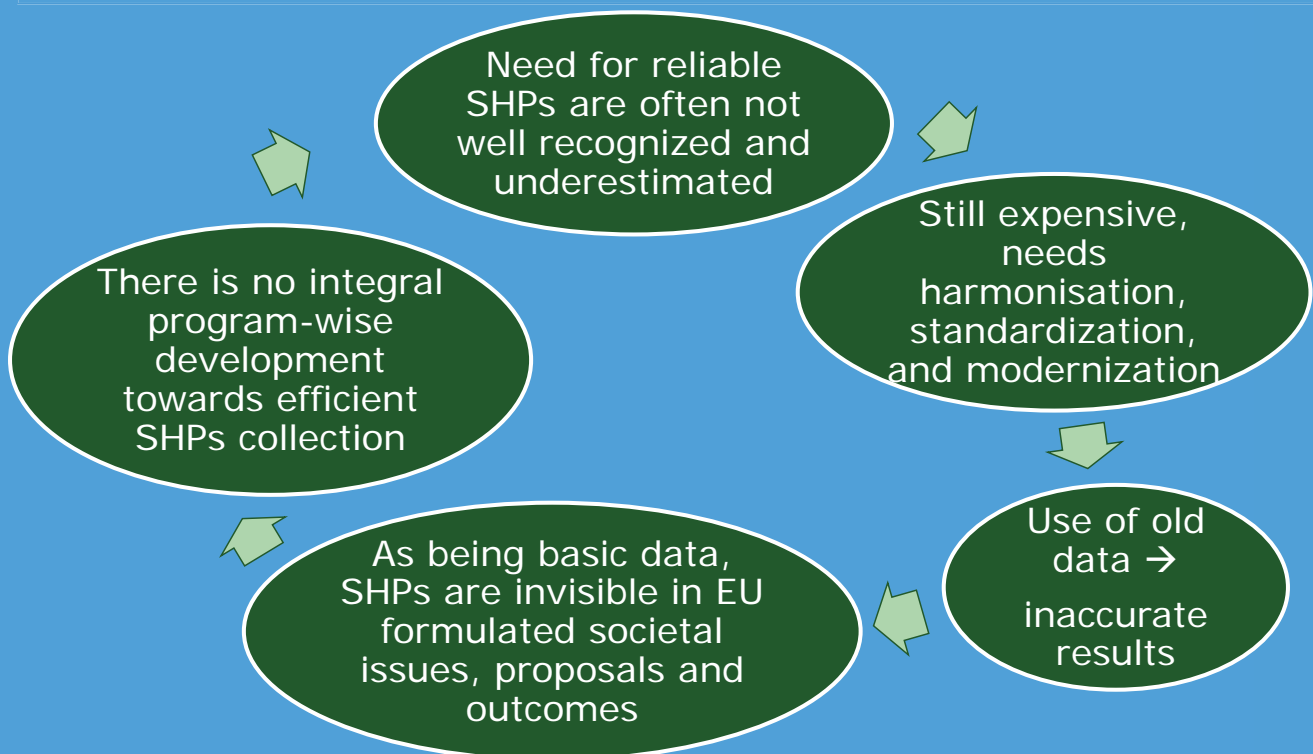 Need for reliable
SHPs are often not
well recognized and
underestimated
Still expensive,
needs
harmonisation,
standardization,
and modernization
Use of old
data →
inaccurate
results
As being basic data,
SHPs are invisible in EU
formulated societal
issues, proposals and
outcomes
There is no integral
program-wise
development
towards efficient
SHPs collection